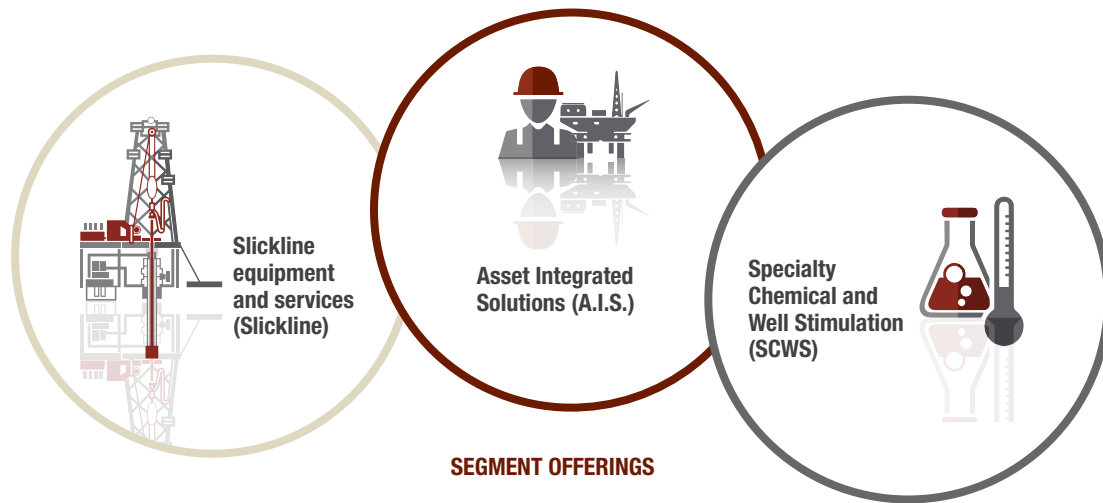 Slickline
equipment
and services
(Slickline)
Asset Integrated
Solutions (A.I.S.)
Specialty
Chemical and
Well Stimulation
(SCWS)
SEGMENT OFFERINGS